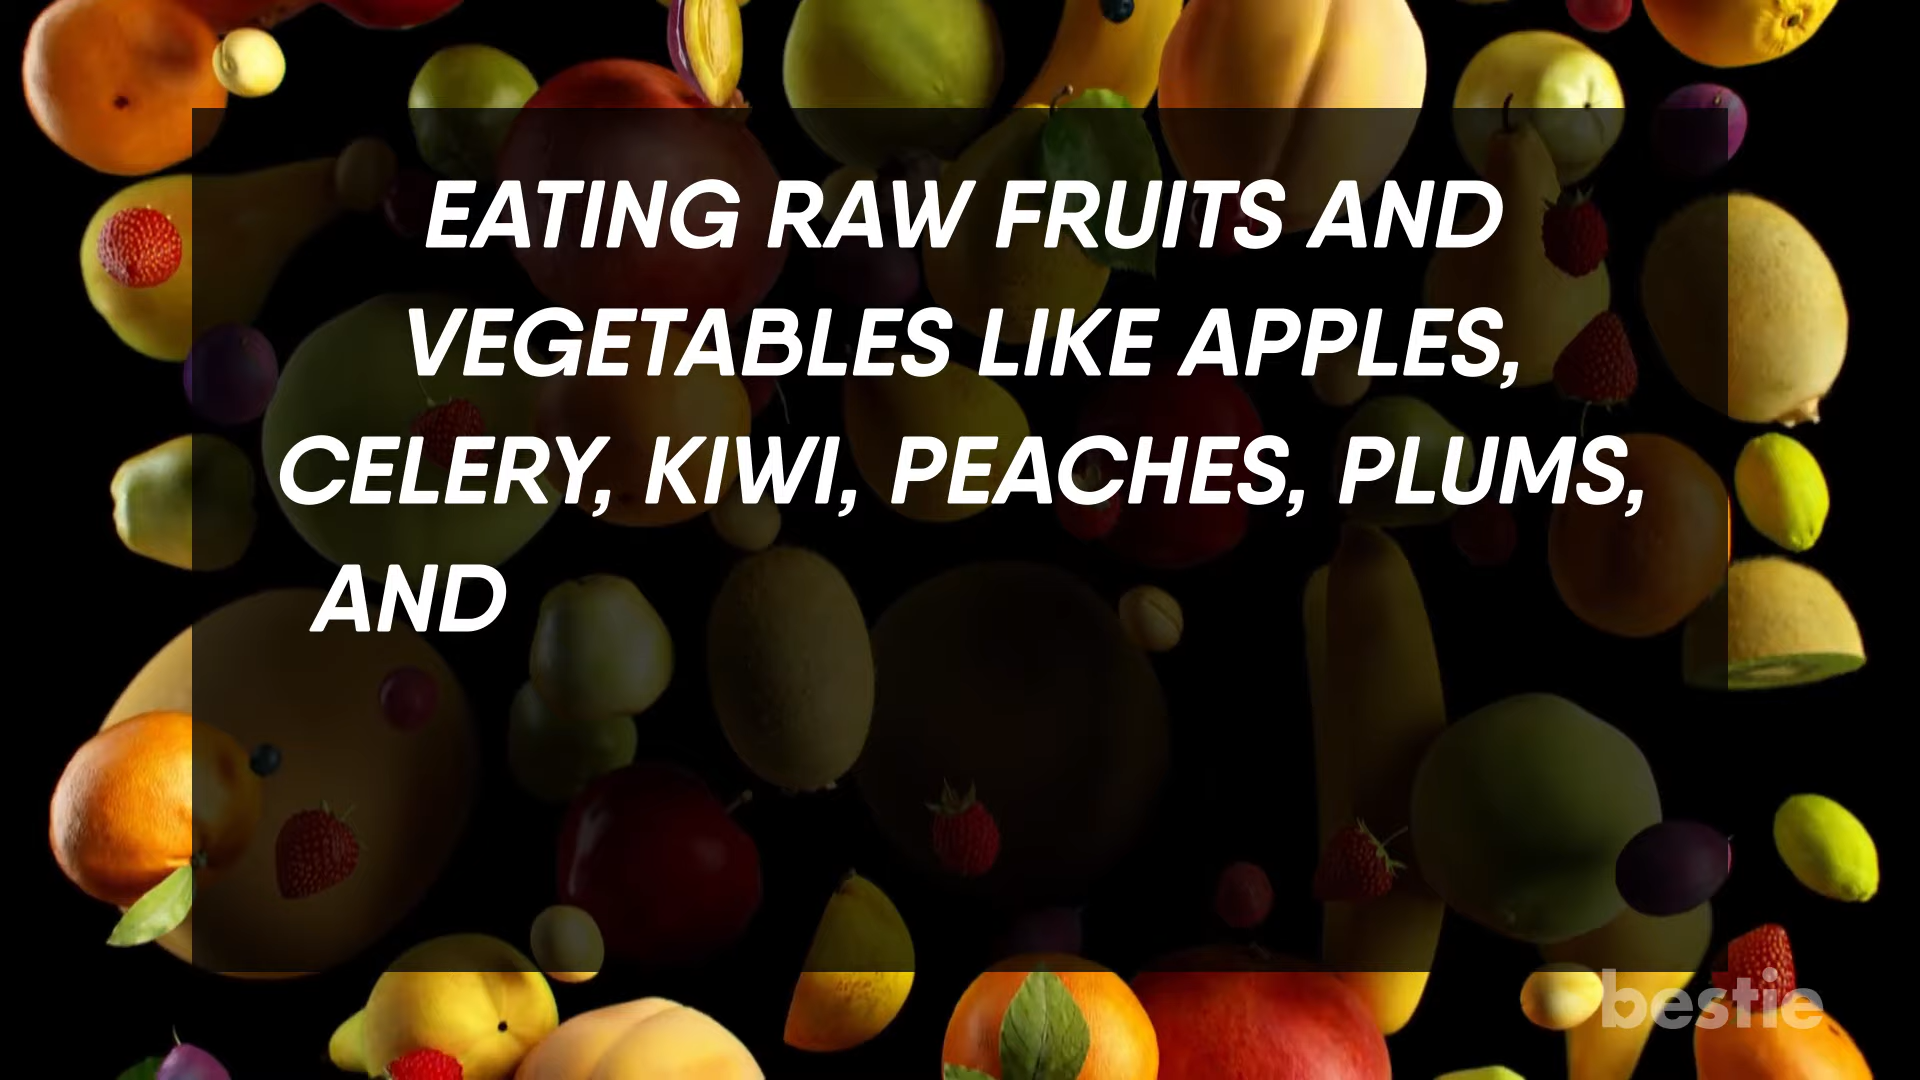 EATING RAW FRUITS AND
VEGETABLES LIKE APPLES,
CELERY, KIWI, PEACHES, PLUMS,
AND
bestie